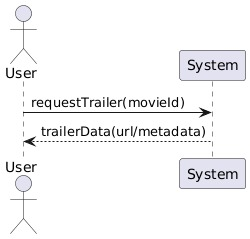 User
System
requestTrailer(movieId)
trailerData(url/metadata)
User
System